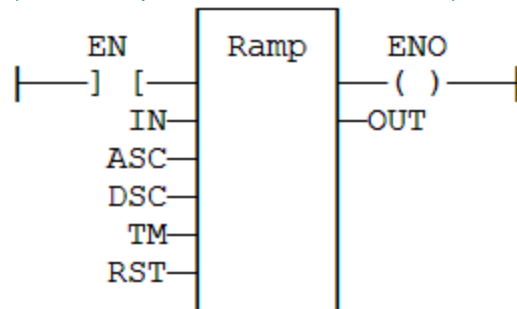 EN Ramp ENO
] [ ( )
IN OUT
ASC
DSC
TM
RST